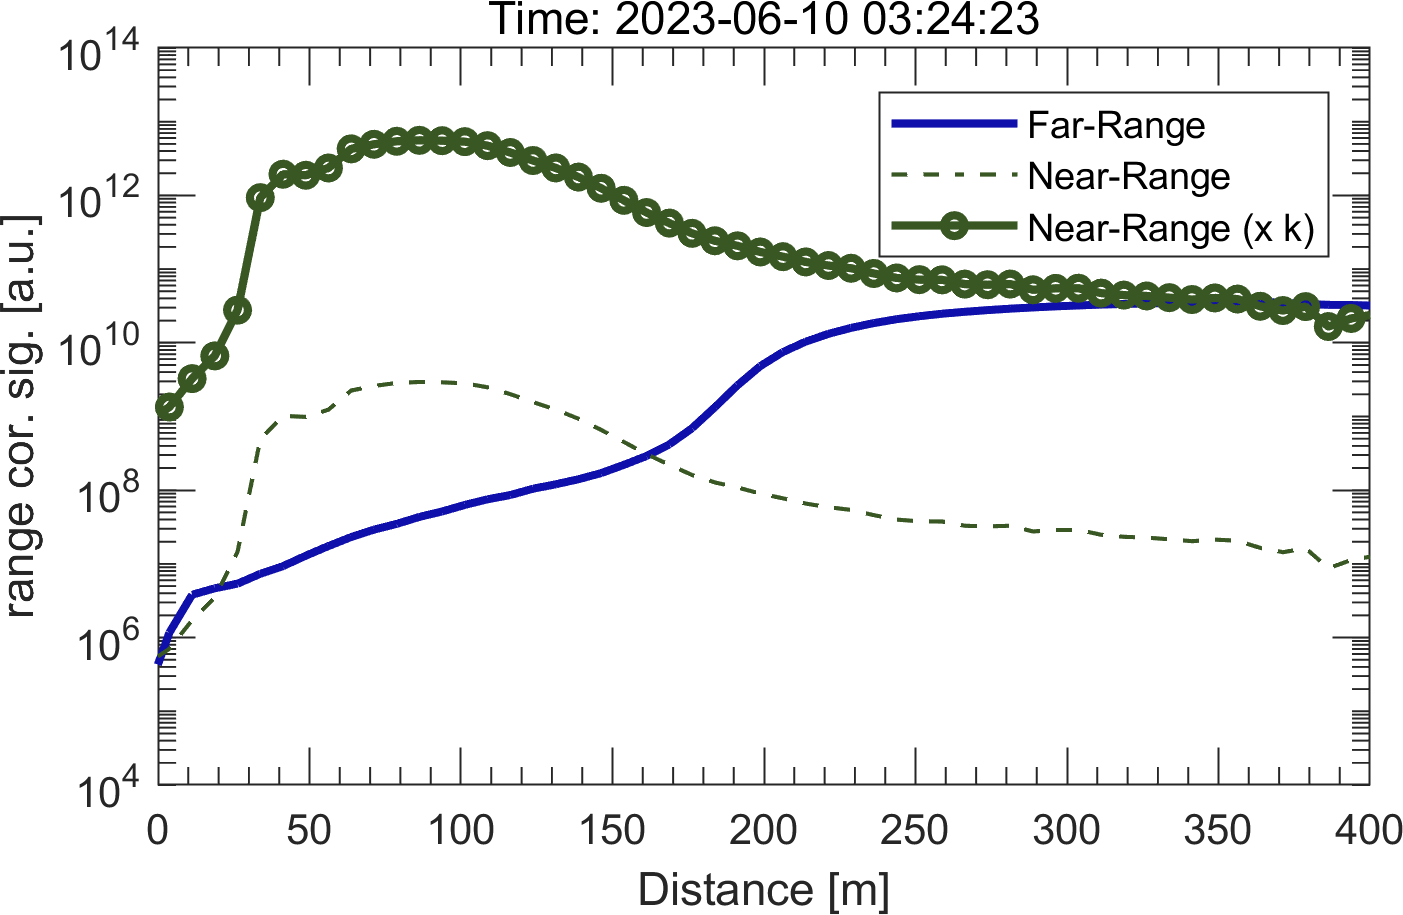 Time: 2023-06-10 03:24:23
range cor. sig. [a.u.]
10^14
10^12
10^10
10^8
10^6
10^4
Far-Range
Near-Range
Near-Range (x k)
0 50 100 150 200 250 300 350 400
Distance [m]